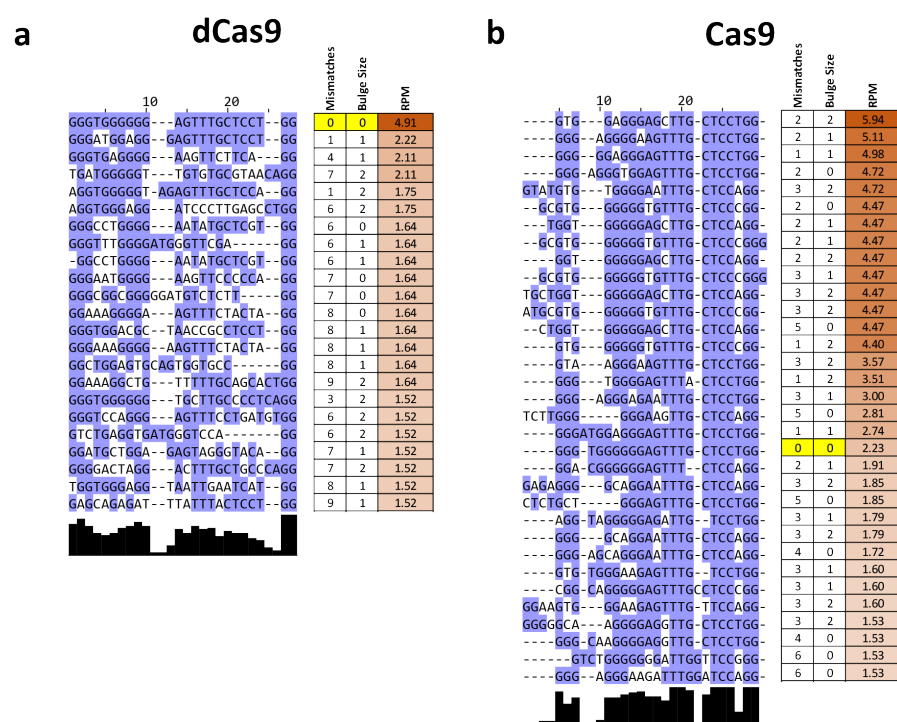 a
dCas9
Mismatches
Bulge Size
RPM
10 20
GGGTGGGGGG---AGTTTGCTCCT---GG 0 0 4.91
GGGATGGAGG---GAGTTTGCTCCT--GG 1 1 2.22
GGGTGAGGGG---AAGTTCTTCA----GG 4 1 2.11
TGATGGGGGT---TGTGTGCGTAACAGG 7 2 2.11
AGGTGGGGGT-AGAGTTTGCTCCA--GG 1 2 1.75
AGGTGGGAGG---ATCCCTTGAGCCTGG 6 2 1.75
GGGCCTGGGG---AATATGCTCGT--GG 6 0 1.64
GGGTTTGGGGATGGGTTCGA------GG 6 1 1.64
-GGCCTGGGG---AATATGCTCGT--GG 6 1 1.64
GGGAATGGGG---AAGTTCCCCCA--GG 7 0 1.64
GGGCGGCGGGGGATGTCTCTT-----GG 7 0 1.64
GGAAAGGGGA---AGTTTCTACTA--GG 8 0 1.64
GGGTGGACGC---TAACCGCCTCCT-GG 8 1 1.64
GGGAAAGGGG---AAGTTTCTACTA-GG 8 1 1.64
GGCTGGAGTGCAGTGGTGCC------GG 8 1 1.64
GGAAAGGCTG---TTTTTGCAGCACTGG 9 2 1.64
GGGTGGGGGG---TGCTTGCCCCTCAGG 3 2 1.52
GGGTCCAGGG---AGTTTCCTGATGTGG 6 2 1.52
GTCTGAGGTGATGGGTCCA-------GG 6 2 1.52
GGATGCTGGA---GAGTAGGGTACA-GG 7 1 1.52
GGGGACTAGG---ACTTTGCTGCCCAGG 7 2 1.52
TGGTGGGAGG---TAATTGAATCAT-GG 8 1 1.52
GAGCAGAGAT---TTATTTACTCCT-GG 9 1 1.52
b
Cas9
Mismatches
Bulge Size
RPM
10 20
----GTG---GAGGGAGCTTTG-CTCCTGG- 2 2 5.94
----GGG---AGGGGAAGTTTG-CTCCTGG- 2 1 5.11
----GGG---GGAGGGAGTTTG-CTCCTGG- 1 1 4.98
----GGG-AGGGTGGAGTTTG-CTCCTGG- 2 0 4.72
GTATGTG---TGGGGAATTTG-CTCCAGG- 3 2 4.72
--GCGTG---GGGGGTGTTTG-CTCCCGG- 2 0 4.47
---TGGT---GGGGGAGCTTG-CTCCTGG- 2 1 4.47
--GCGTG---GGGGGTGTTTG-CTCCCGGG 2 1 4.47
----GGT---GGGGGAGCTTG-CTCCTGG- 2 2 4.47
--GCGTG---GGGGGTGTTTG-CTCCCGGG 3 1 4.47
TGCTGGT---GGGGGAGCTTG-CTCCAGG- 3 2 4.47
ATGCGTG---GGGGGTGTTTG-CTCCCGG- 3 2 4.47
--CTGGT---GGGGGAGCTTG-CTCCAGG- 5 0 4.47
----GTG---GGGGGTGTTTG-CTCCCGG- 1 2 4.40
----GTA---AGGGGAAGTTTG-CTCCTGG- 3 2 3.57
----GGG---TGGGGAGTTTA-CTCCTGG- 1 2 3.51
----GGG---AGGGAGAATTTG-CTCCTGG- 3 1 3.00
TCTTGGG-----GGGAAGTTG-CTCCAGG- 5 0 2.81
----GGGATGGAGGGAGTTTG-CTCCTGG- 1 1 2.74
----GGG-TGGGGGGAGTTTG-CTCCTGG- 0 0 2.23
----GGA-CGGGGGGAGTTT--CTCCAGG- 2 1 1.91
GAGAGGG---GCAGGAATTTG-CTCCTGG- 3 2 1.85
CTCTGCT-----GGGAGTTTG-CTCCTGG- 5 0 1.85
----AGG-TAGGGGGAGATTTG--TCCTGG- 3 1 1.79
----GGG---GCAGGAATTTG-CTCCAGG- 3 2 1.79
----GGG-AGCAGGGAATTTG-CTCCAGG- 4 0 1.72
----GTG-TGGGAAGAGTTTG--TCCTGG- 3 1 1.60
----CGG-CAGGGGAGTTTGCCTCCCGG- 3 1 1.60
GGAAGTG---GGAAGAGTTTG-TTCCAGG- 3 2 1.60
GGGGGCA---AGGGGAGGTTG-CTCCTGG- 3 2 1.53
----GGG-CAAGGGGAGGTTG-CTCCTGG- 4 0 1.53
------GTCTGGGGGGGATTGGTTCCGGG- 6 0 1.53
----GGG---AGGGAAGATTTGGATCCAGG- 6 0 1.53